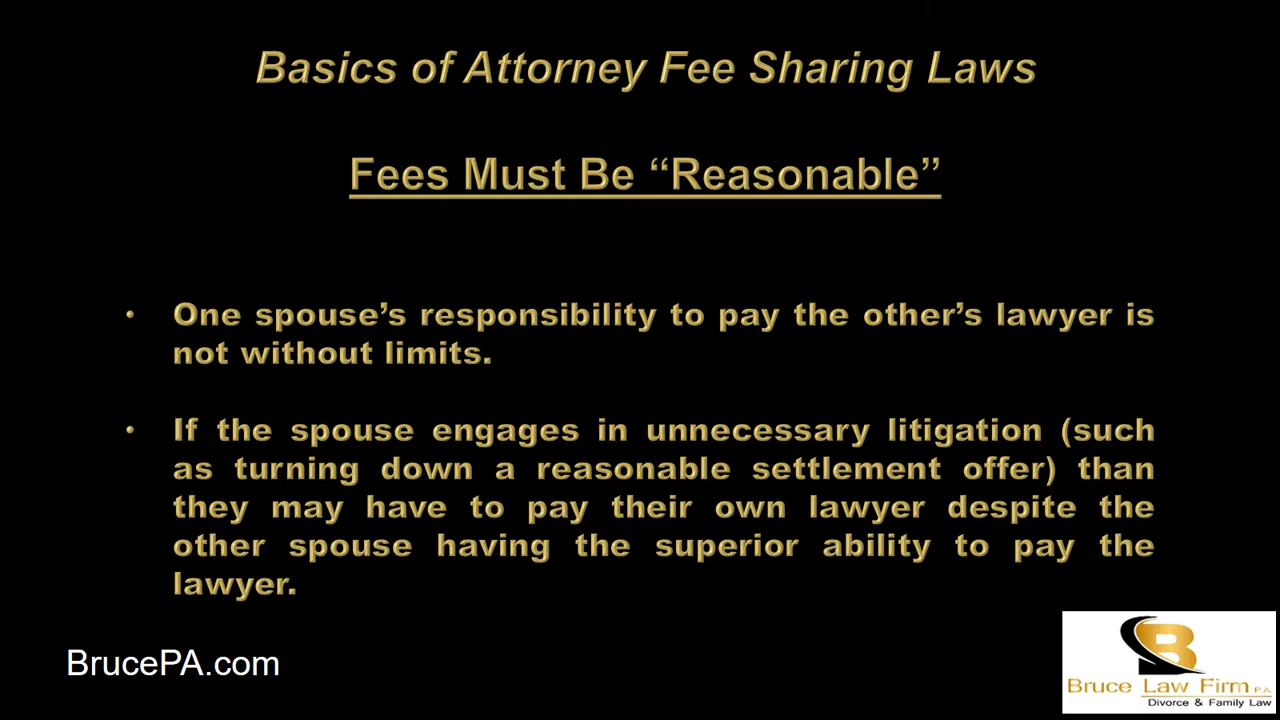 Basics of Attorney Fee Sharing Laws
Fees Must Be “Reasonable”
• One spouse’s responsibility to pay the other’s lawyer is
not without limits.
• If the spouse engages in unnecessary litigation (such
as turning down a reasonable settlement offer) than
they may have to pay their own lawyer despite the
other spouse having the superior ability to pay the
lawyer.
BrucePA.com
B
Bruce Law Firm P.A.
Divorce & Family Law